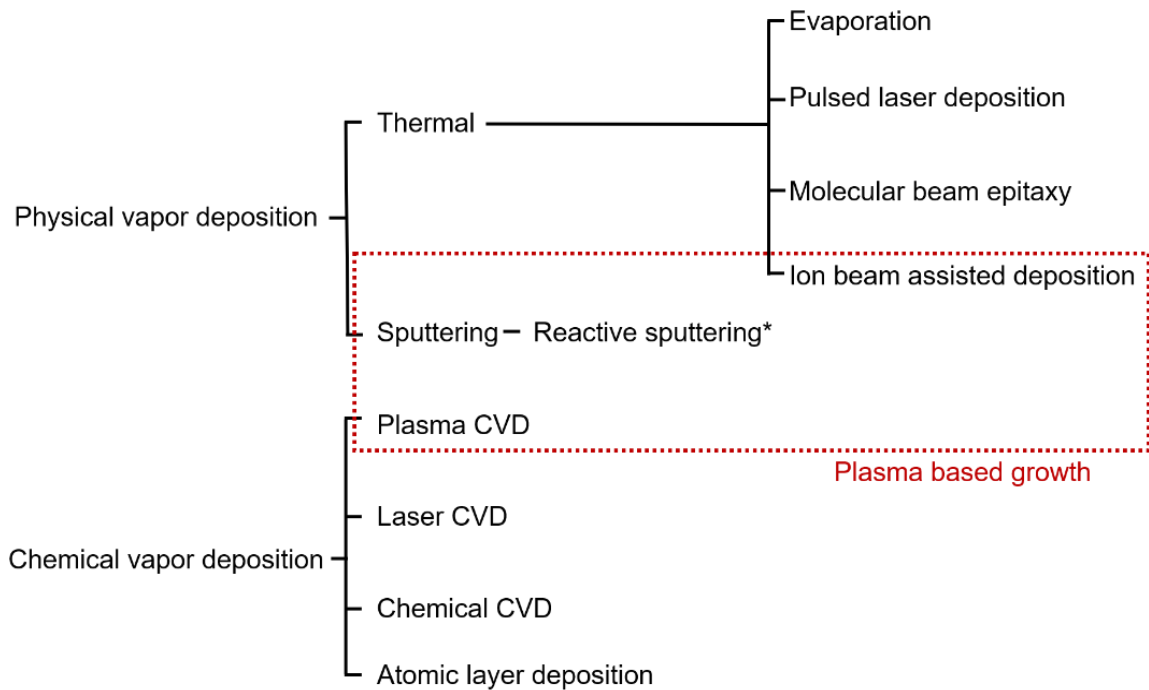 Evaporation
Pulsed laser deposition
Thermal
Molecular beam epitaxy
Physical vapor deposition
Ion beam assisted deposition
Sputtering
Reactive sputtering*
Plasma CVD
Plasma based growth
Laser CVD
Chemical vapor deposition
Chemical CVD
Atomic layer deposition